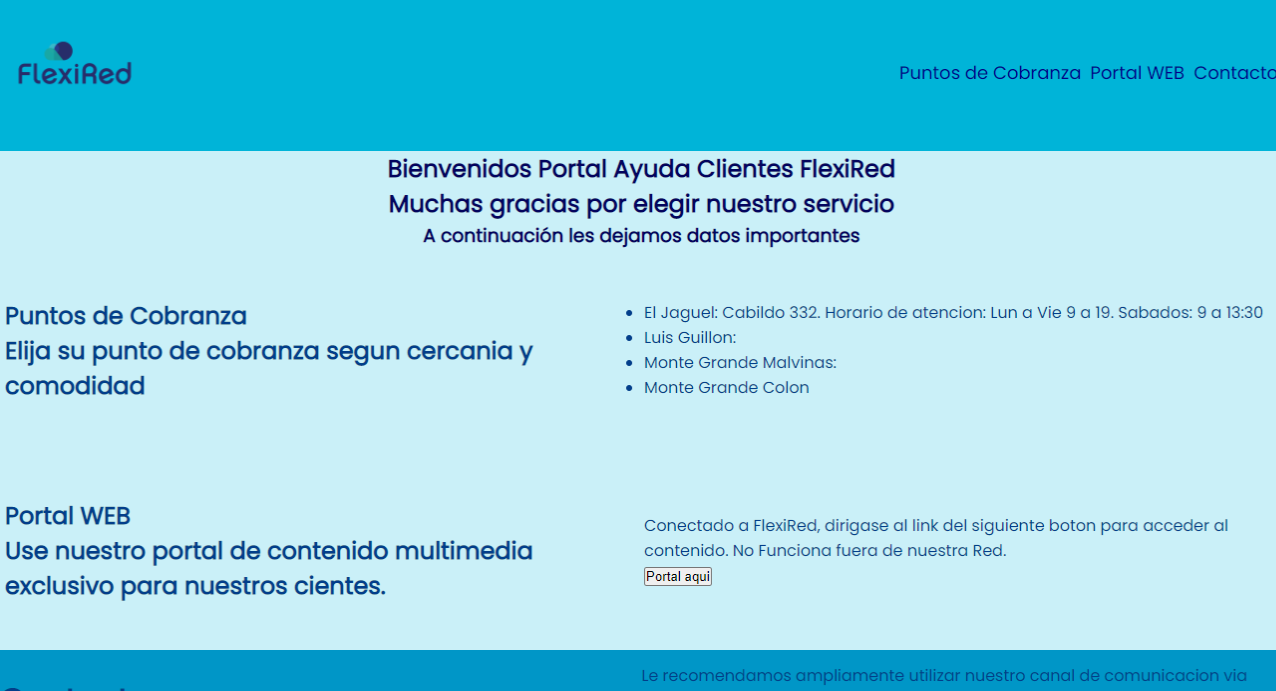 FlexiRed
Puntos de Cobranza Portal WEB Contacto
Bienvenidos Portal Ayuda Clientes FlexiRed
Muchas gracias por elegir nuestro servicio
A continuación les dejamos datos importantes
Puntos de Cobranza
Elija su punto de cobranza segun cercania y
comodidad
El Jaguel: Cabildo 332. Horario de atencion: Lun a Vie 9 a 19. Sabados: 9 a 13:30
Luis Guillon:
Monte Grande Malvinas:
Monte Grande Colon
Portal WEB
Use nuestro portal de contenido multimedia
exclusivo para nuestros cientes.
Conectado a FlexiRed, dirigase al link del siguiente boton para acceder al
contenido. No Funciona fuera de nuestra Red.
Portal aqui
Le recomendamos ampliamente utilizar nuestro canal de comunicacion via